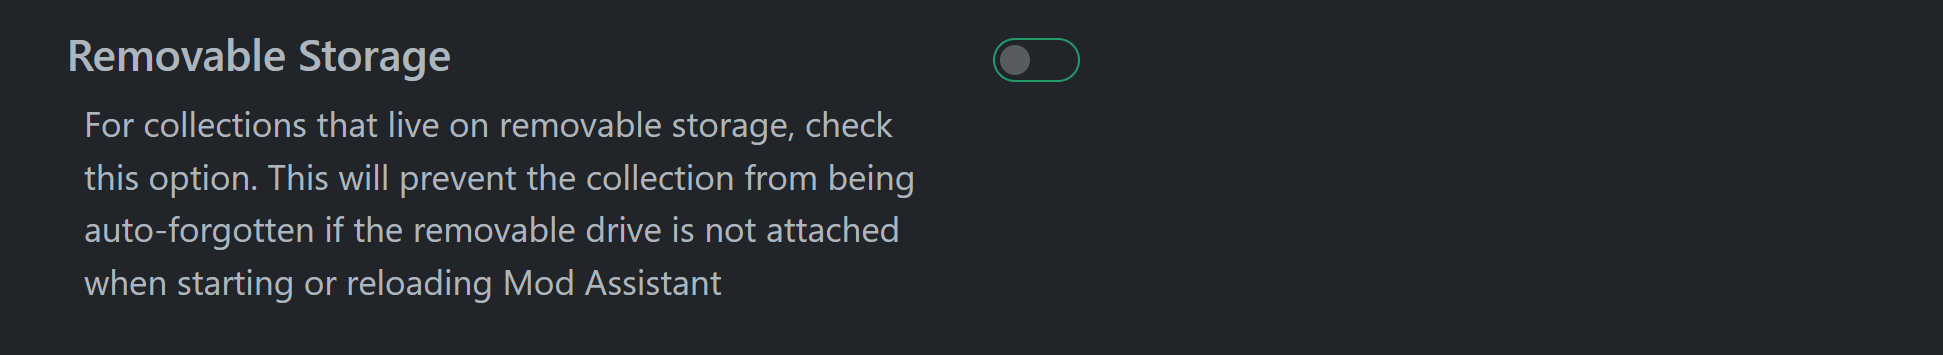 Removable Storage
For collections that live on removable storage, check
this option. This will prevent the collection from being
auto-forgotten if the removable drive is not attached
when starting or reloading Mod Assistant